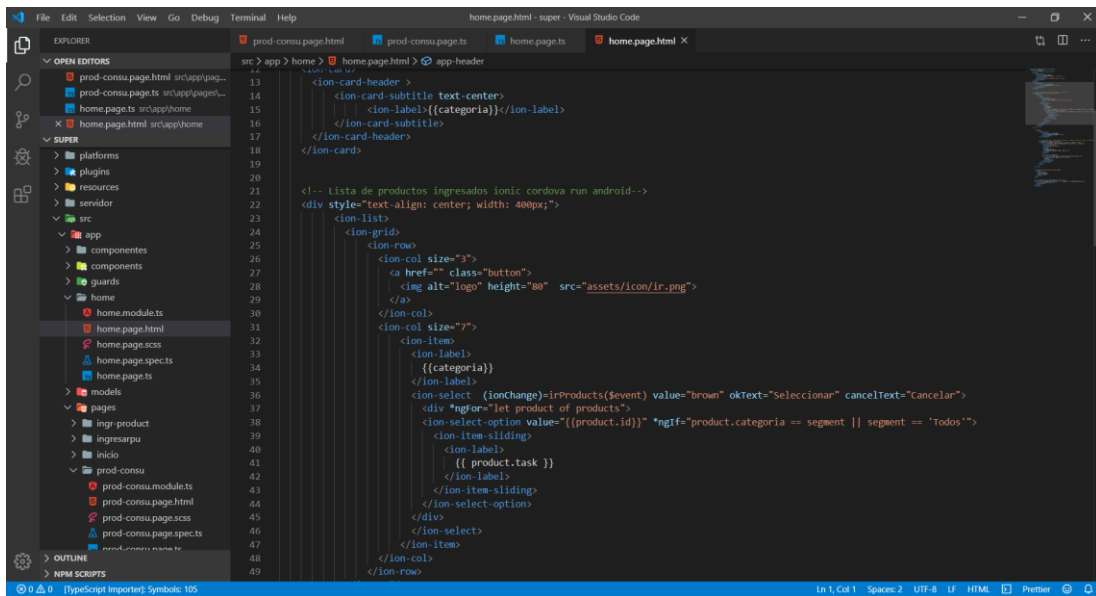 File Edit Selection View Go Debug Terminal Help home.page.html - super - Visual Studio Code
EXPLORER
OPEN EDITORS
prod-consu.page.html src\app\pag...
prod-consu.page.ts src\app\pages\...
home.page.ts src\app\home
home.page.html src\app\home
SUPER
platforms
plugins
resources
servidor
src
app
componentes
components
guards
home
home.module.ts
home.page.html
home.page.scss
home.page.spec.ts
home.page.ts
models
pages
ingr-product
ingresarpu
inicio
prod-consu
prod-consu.module.ts
prod-consu.page.html
prod-consu.page.scss
prod-consu.page.spec.ts
prod-consu.page.ts
OUTLINE
NPM SCRIPTS
prod-consu.page.html prod-consu.page.ts home.page.ts home.page.html
src > app > home > home.page.html > app-header
12 <ion-card>
13 <ion-card-header >
14 <ion-card-subtitle text-center>
15 <ion-label>{{categoria}}</ion-label>
16 </ion-card-subtitle>
17 </ion-card-header>
18 </ion-card>
19
20
21 <!-- Lista de productos ingresados ionic cordova run android-->
22 <div style="text-align: center; width: 400px;">
23 <ion-list>
24 <ion-grid>
25 <ion-row>
26 <ion-col size="3">
27 <a href="" class="button">
28 <img alt="logo" height="80" src="assets/icon/ir.png">
29 </a>
30 </ion-col>
31 <ion-col size="7">
32 <ion-item>
33 <ion-label>
34 {{categoria}}
35 </ion-label>
36 <ion-select (ionChange)=irProducts($event) value="brown" okText="Seleccionar" cancelText="Cancelar">
37 <div *ngFor="let product of products">
38 <ion-select-option value="{{product.id}}" *ngIf="product.categoria == segment || segment == 'Todos'">
39 <ion-item-sliding>
40 <ion-label>
41 {{ product.task }}
42 </ion-label>
43 </ion-item-sliding>
44 </ion-select-option>
45 </div>
46 </ion-select>
47 </ion-item>
48 </ion-col>
49 </ion-row>
0 0 [TypeScript Importer]: Symbols: 105 Ln 1, Col 1 Spaces: 2 UTF-8 LF HTML Prettier